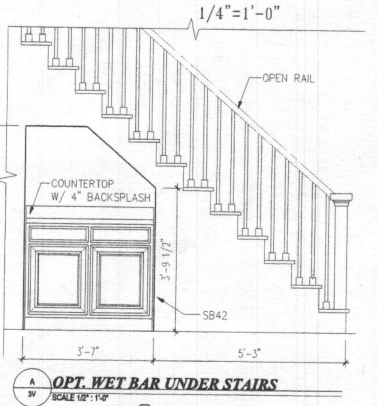 1/4"=1'-0"
OPEN RAIL
COUNTERTOP
W/ 4" BACKSPLASH
3'-9 1/2"
SB42
3'-7"
5'-3"
A
3V
OPT. WET BAR UNDER STAIRS
SCALE 1/2" : 1'-0"